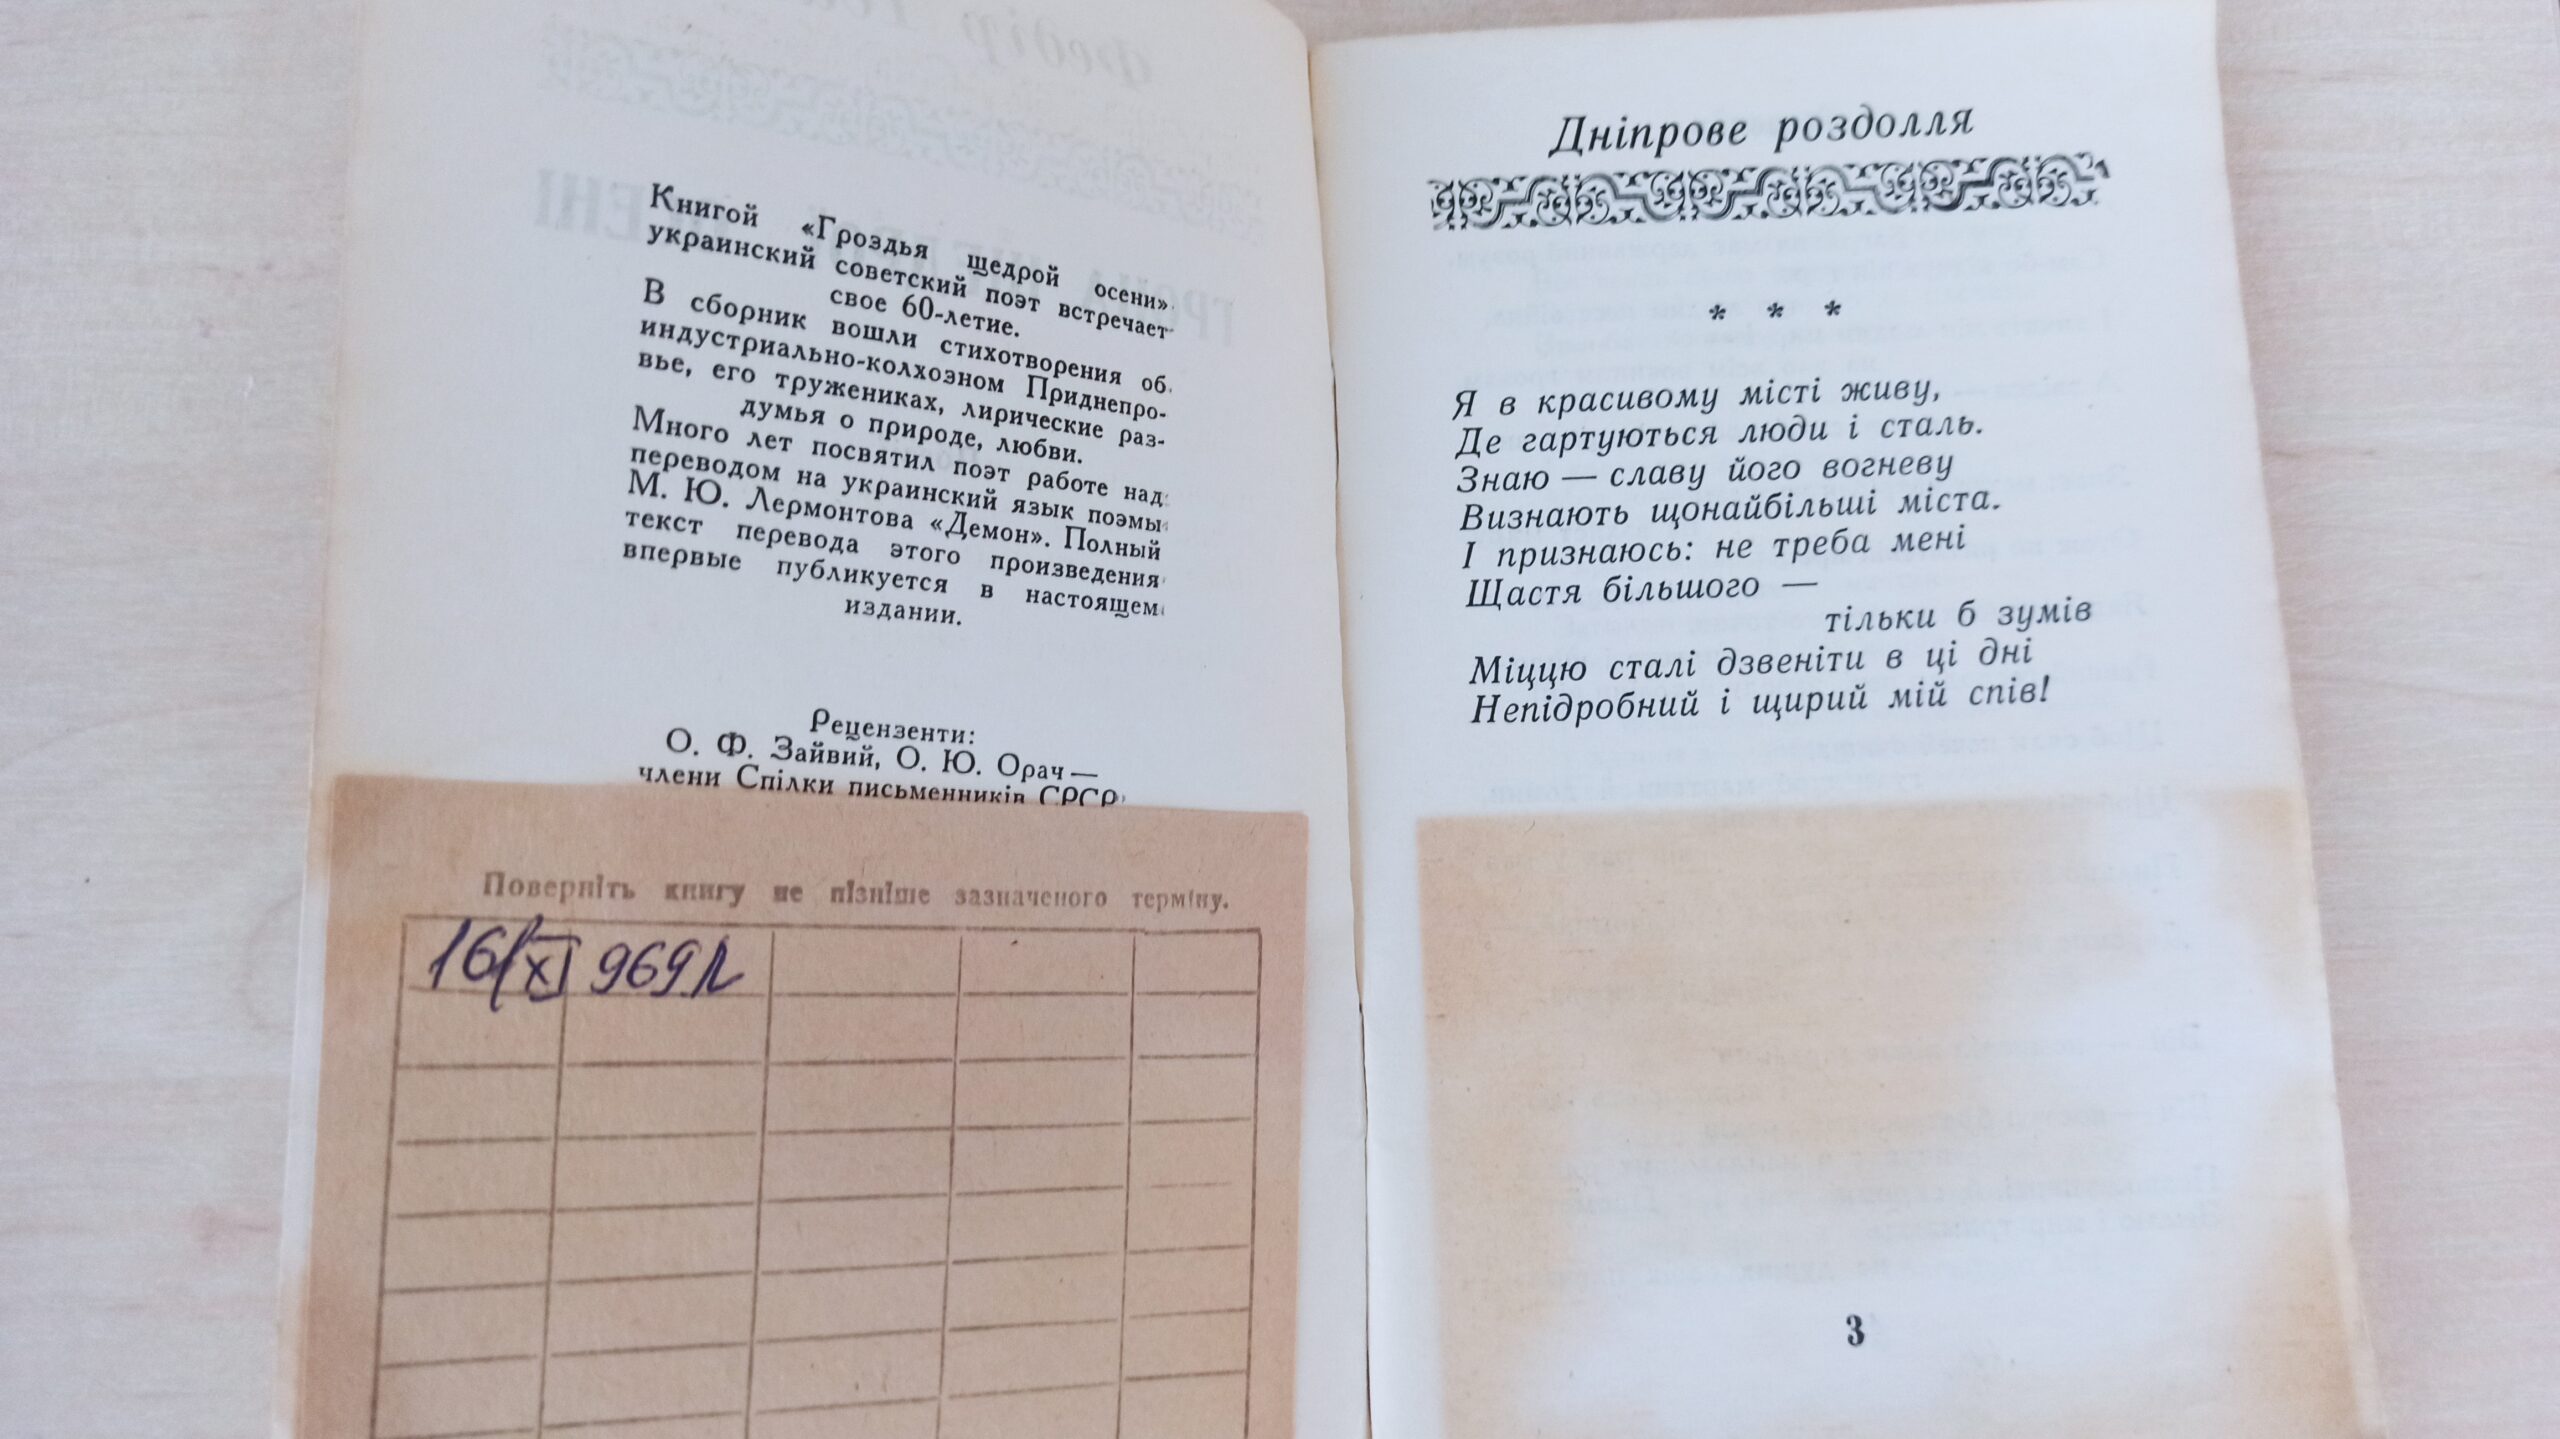 Книгой «Гроздья щедрой осени»
украинский советский поэт встречает
свое 60-летие.
В сборник вошли стихотворения об
индустриально-колхозном Приднепро-
вье, его тружениках, лирические раз-
думья о природе, любви.
Много лет посвятил поэт работе над
переводом на украинский язык поэмы
М. Ю. Лермонтова «Демон». Полный
текст перевода этого произведения
впервые публикуется в настоящем
издании.
Рецензенти:
О. Ф. Зайвий, О. Ю. Орач —
члени Спілки письменників СРСР
Поверніть книгу не пізніше зазначеного терміну.
16/XI 969 г
Дніпрове роздолля
* * *
Я в красивому місті живу,
Де гартуються люди і сталь.
Знаю — славу його вогневу
Визнають щонайбільші міста.
І признаюсь: не треба мені
Щастя більшого —
тільки б зумів
Міццю сталі дзвеніти в ці дні
Непідробний і щирий мій спів!
3